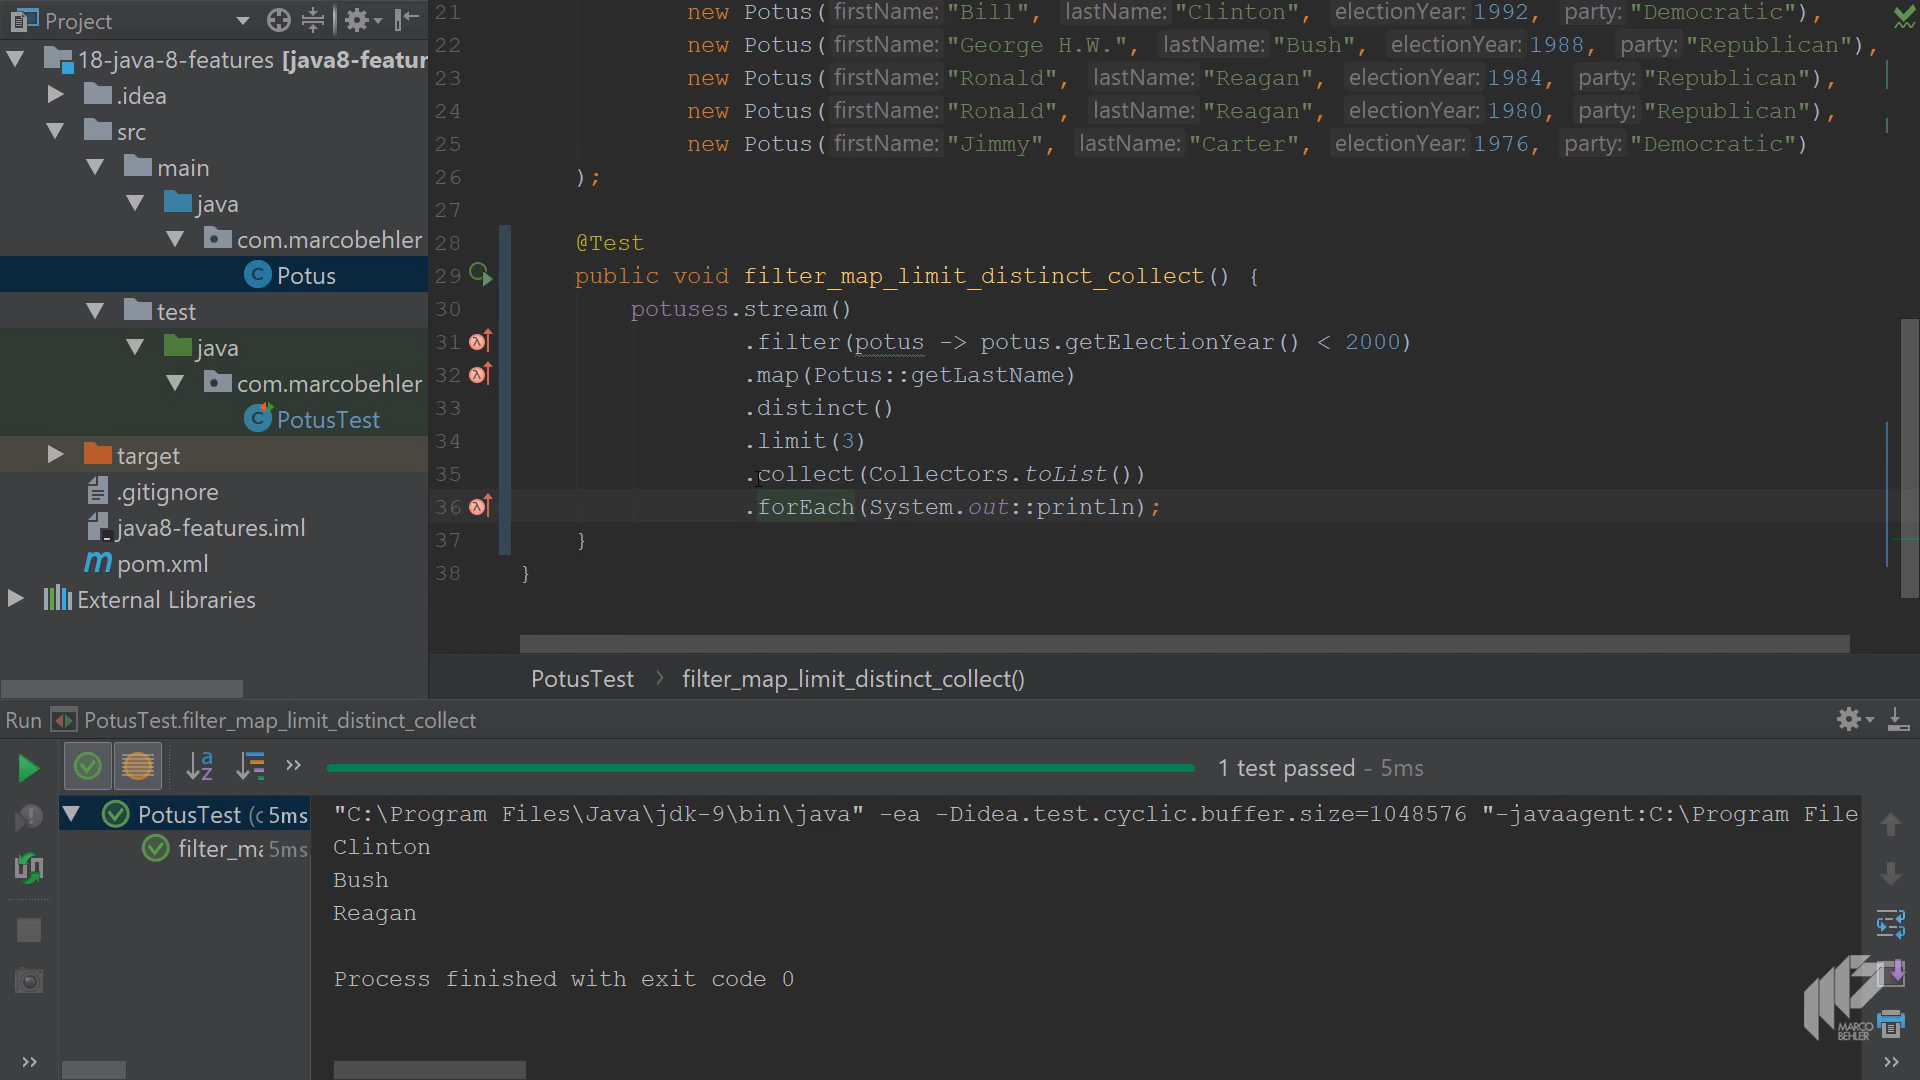 Project
18-java-8-features [java8-featur
.idea
src
main
java
com.marcobehler
C Potus
test
java
com.marcobehler
C PotusTest
target
.gitignore
java8-features.iml
m pom.xml
External Libraries
21 new Potus( firstName: "Bill", lastName: "Clinton", electionYear: 1992, party: "Democratic"),
22 new Potus( firstName: "George H.W.", lastName: "Bush", electionYear: 1988, party: "Republican"),
23 new Potus( firstName: "Ronald", lastName: "Reagan", electionYear: 1984, party: "Republican"),
24 new Potus( firstName: "Ronald", lastName: "Reagan", electionYear: 1980, party: "Republican"),
25 new Potus( firstName: "Jimmy", lastName: "Carter", electionYear: 1976, party: "Democratic")
26 );
27
28 @Test
29 public void filter_map_limit_distinct_collect() {
30 potuses.stream()
31 .filter(potus -> potus.getElectionYear() < 2000)
32 .map(Potus::getLastName)
33 .distinct()
34 .limit(3)
35 .collect(Collectors.toList())
36 .forEach(System.out::println);
37 }
38 }
PotusTest > filter_map_limit_distinct_collect()
Run PotusTest.filter_map_limit_distinct_collect
1 test passed - 5ms
PotusTest (c 5ms
filter_ma 5ms
"C:\Program Files\Java\jdk-9\bin\java" -ea -Didea.test.cyclic.buffer.size=1048576 "-javaagent:C:\Program File
Clinton
Bush
Reagan
Process finished with exit code 0
MARCO
BEHLER